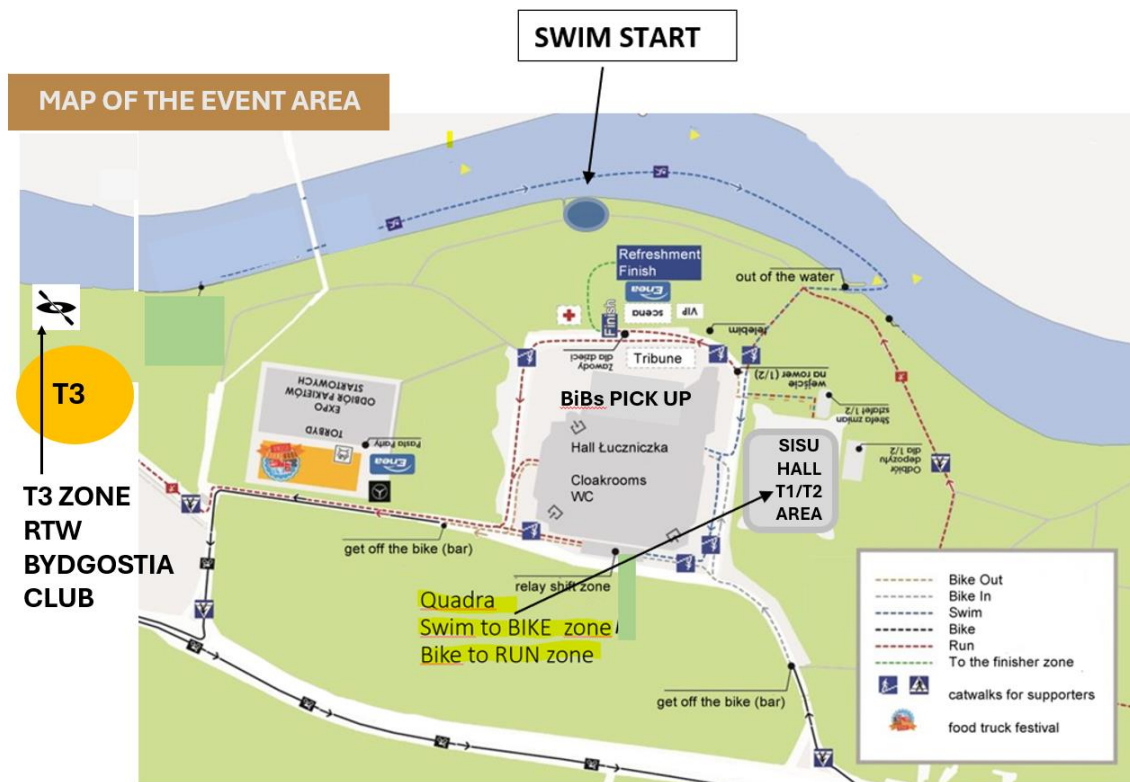 SWIM START
MAP OF THE EVENT AREA
Refreshment
Finish
Enea
scena
VIP
Finish
telebim
out of the water
Zawody
dla dzieci
Tribune
wejście
na rower (1/2)
Strefa zmian
sztafet 1/2
Odbiór
depozytu
dla 1/2
BiBs PICK UP
Hall Łuczniczka
Cloakrooms
WC
SISU
HALL
T1/T2
AREA
EXPO
ODBIÓR PAKIETÓW
STARTOWYCH
TORBYD
Pasta Party
Enea
T3
T3 ZONE
RTW
BYDGOSTIA
CLUB
get off the bike (bar)
relay shift zone
Quadra
Swim to BIKE zone
Bike to RUN zone
get off the bike (bar)
Bike Out
Bike In
Swim
Bike
Run
To the finisher zone
catwalks for supporters
food truck festival